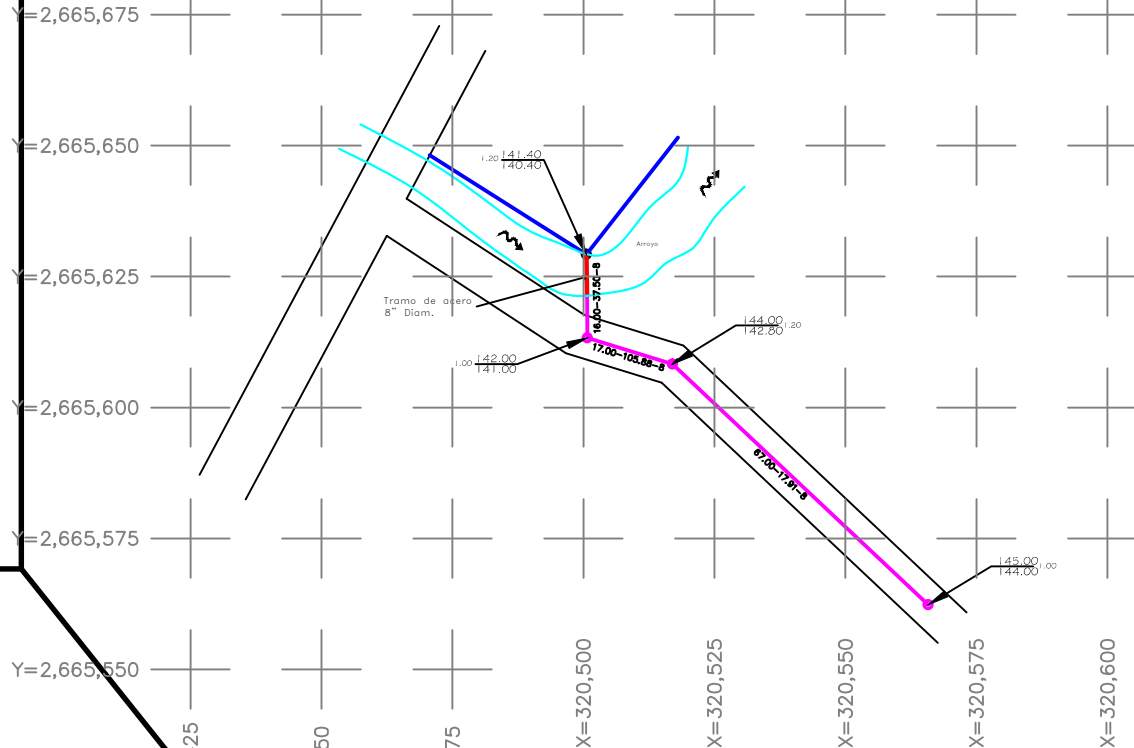 Y=2,665,675
Y=2,665,650
1.20
141.40
140.40
Arroyo
Y=2,665,625
16.00-37.50-8
Tramo de acero
8" Diam.
144.00
142.80
1.20
17.00-105.88-8
1.00
142.00
141.00
Y=2,665,600
67.00-17.91-8
Y=2,665,575
145.00
144.00
1.00
Y=2,665,550
25
50
75
X=320,500
X=320,525
X=320,550
X=320,575
X=320,600